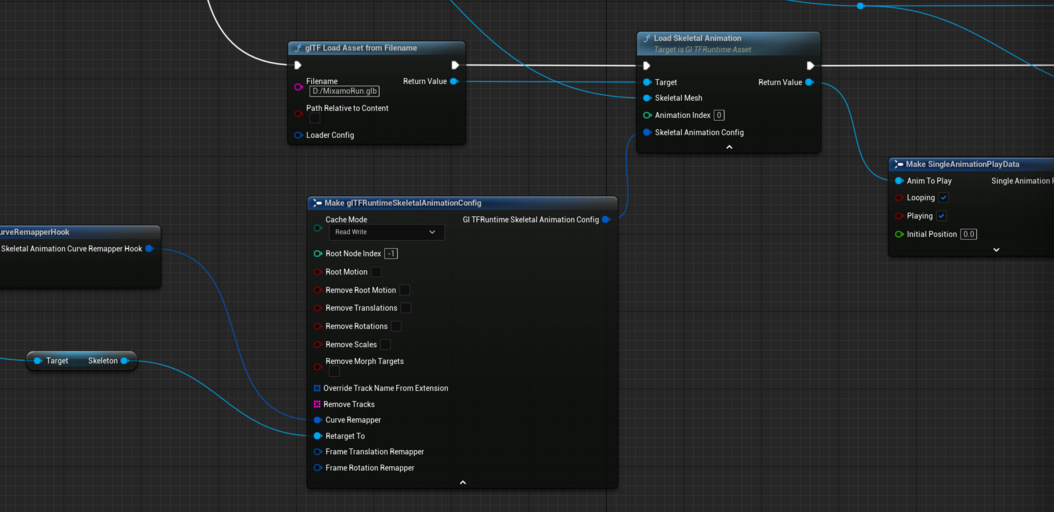 glTF Load Asset from Filename
Filename
D:/MixamoRun.glb
Return Value
Path Relative to Content
Loader Config
Load Skeletal Animation
Target is Gl TFRuntime Asset
Target
Return Value
Skeletal Mesh
Animation Index 0
Skeletal Animation Config
Make SingleAnimationPlayData
Anim To Play
Single Animation
Looping
Playing
Initial Position 0.0
Make glTFRuntimeSkeletalAnimationConfig
Cache Mode
Read Write
Gl TFRuntime Skeletal Animation Config
Root Node Index -1
Root Motion
Remove Root Motion
Remove Translations
Remove Rotations
Remove Scales
Remove Morph Targets
Override Track Name From Extension
Remove Tracks
Curve Remapper
Retarget To
Frame Translation Remapper
Frame Rotation Remapper
urveRemapperHook
Skeletal Animation Curve Remapper Hook
Target Skeleton